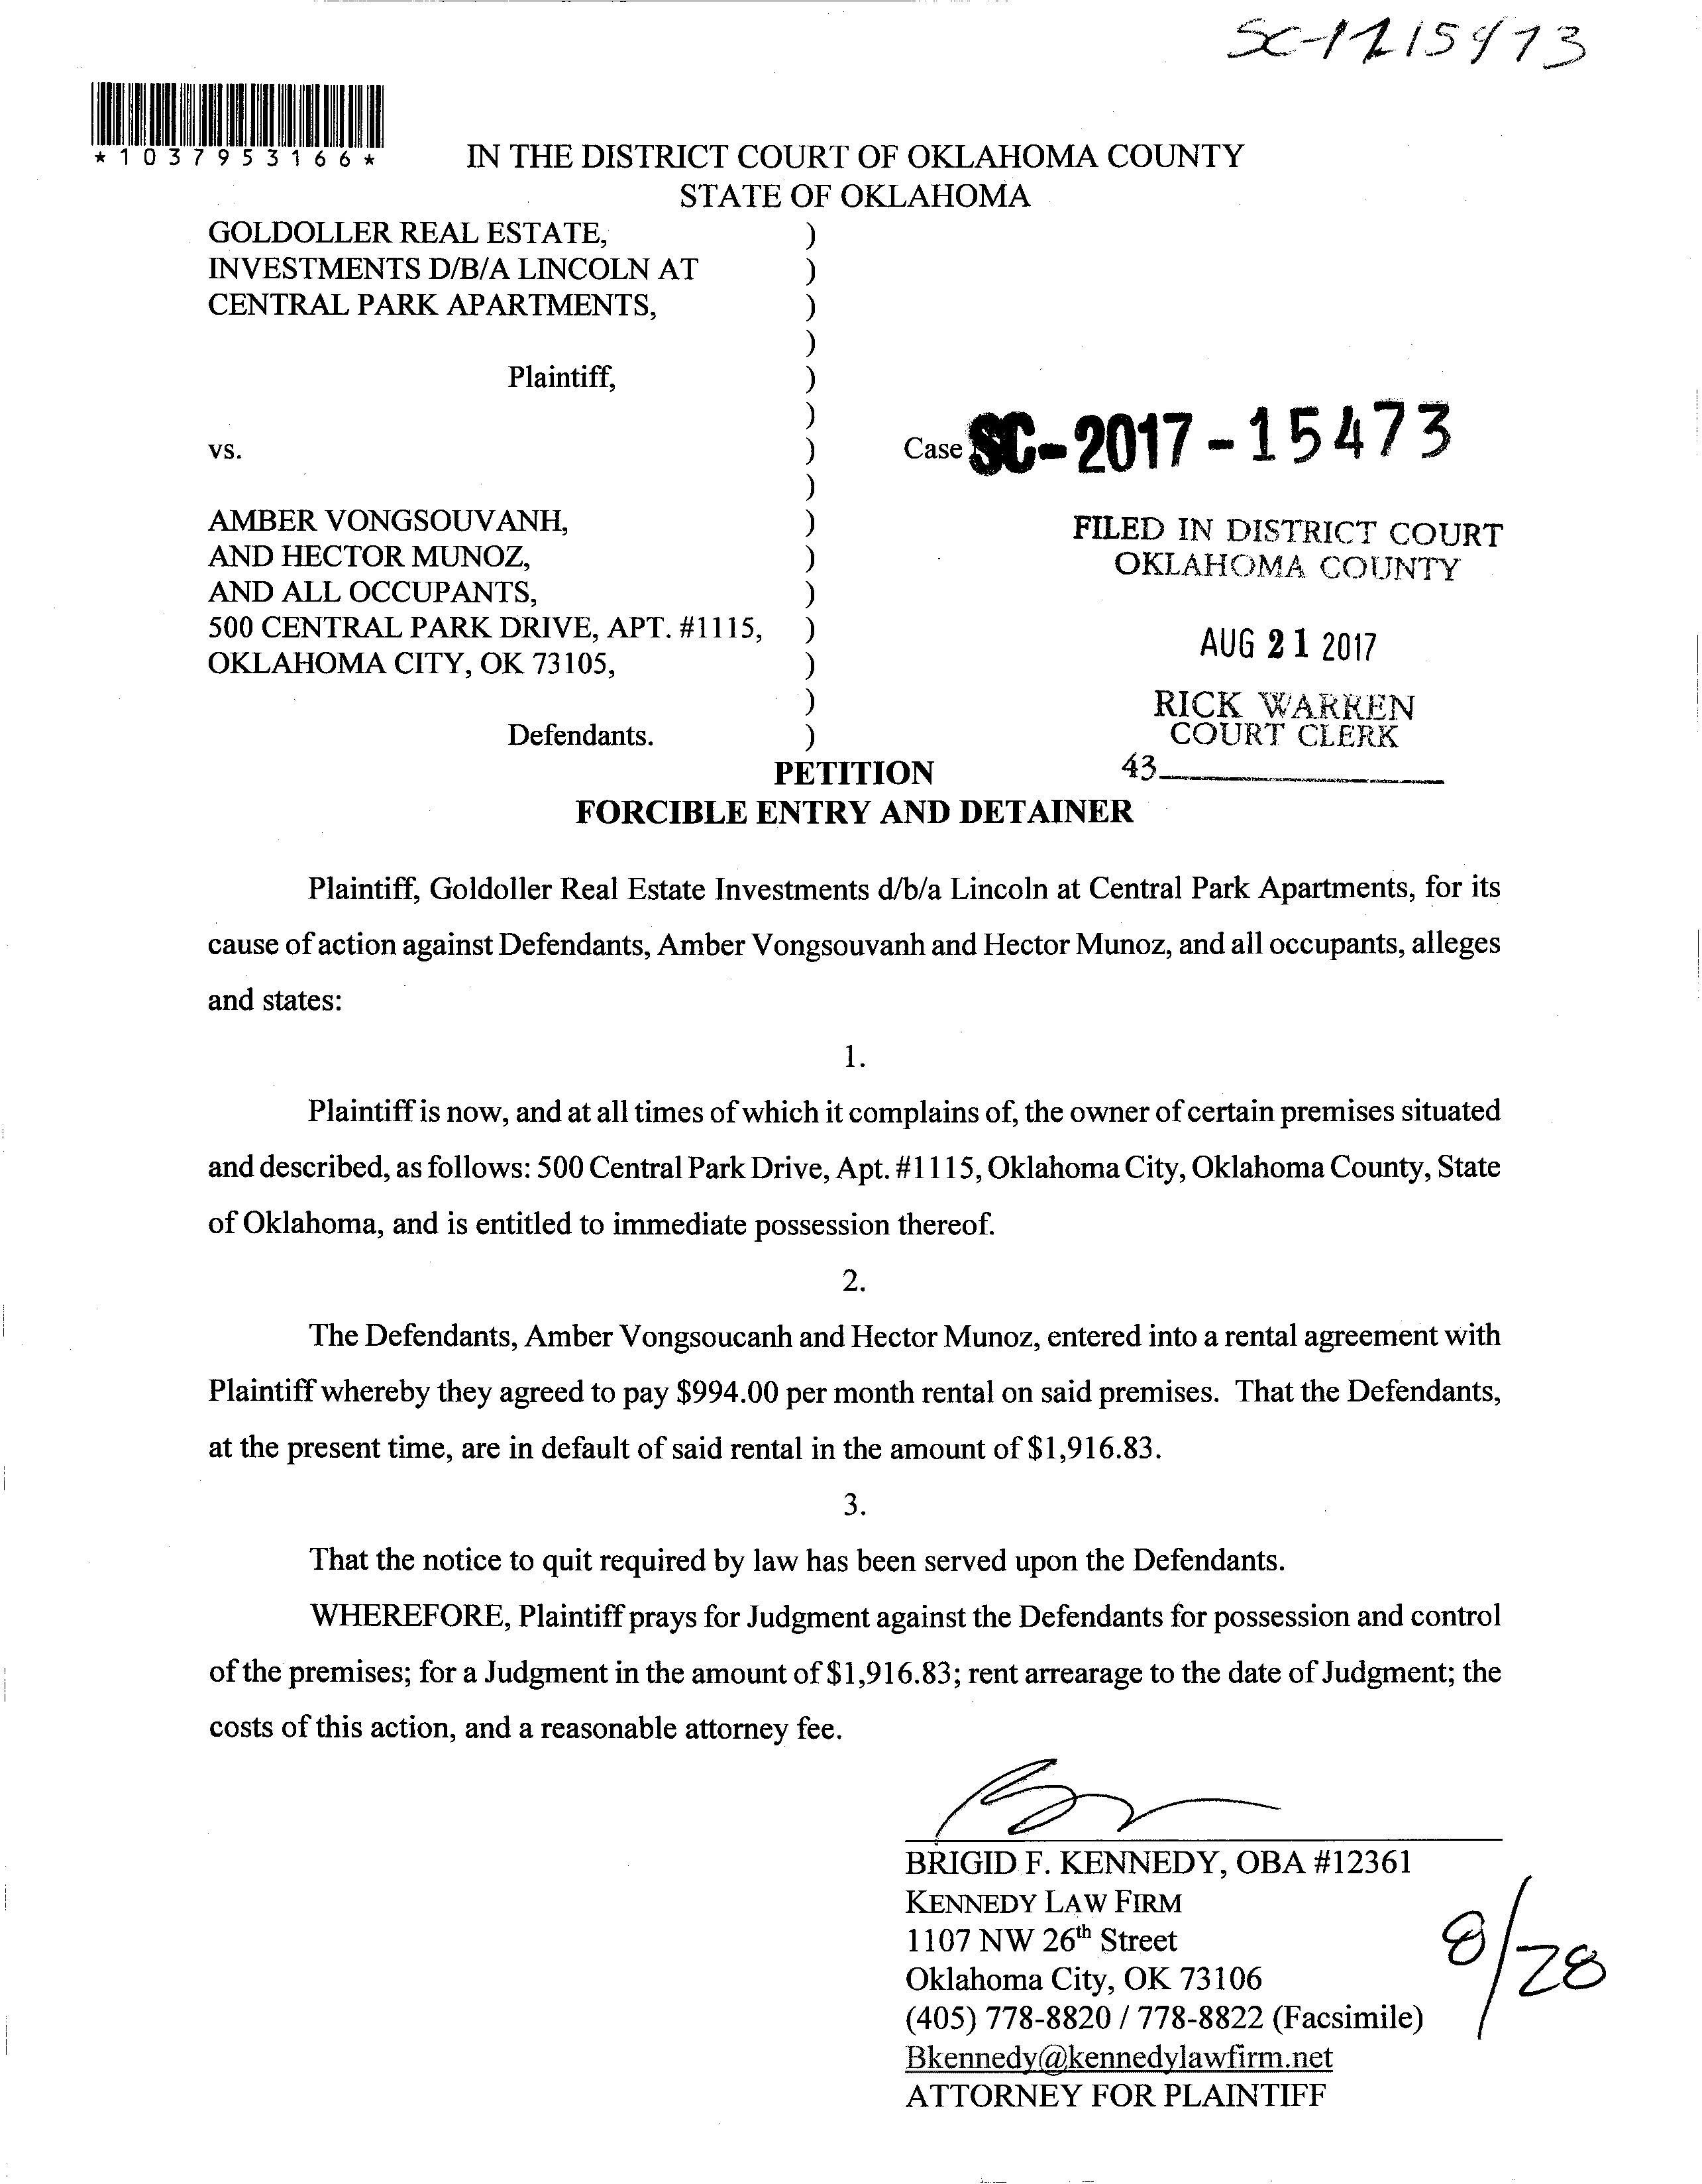 SC-1715473
*1037953166*
IN THE DISTRICT COURT OF OKLAHOMA COUNTY
STATE OF OKLAHOMA
GOLDOLLER REAL ESTATE, )
INVESTMENTS D/B/A LINCOLN AT )
CENTRAL PARK APARTMENTS, )
)
Plaintiff, )
)
vs. ) Case SC-2017-15473
)
AMBER VONGSOUVANH, ) FILED IN DISTRICT COURT
AND HECTOR MUNOZ, ) OKLAHOMA COUNTY
AND ALL OCCUPANTS, )
500 CENTRAL PARK DRIVE, APT. #1115, ) AUG 21 2017
OKLAHOMA CITY, OK 73105, )
) RICK WARREN
Defendants. ) COURT CLERK
PETITION 43
FORCIBLE ENTRY AND DETAINER
Plaintiff, Goldoller Real Estate Investments d/b/a Lincoln at Central Park Apartments, for its
cause of action against Defendants, Amber Vongsouvanh and Hector Munoz, and all occupants, alleges
and states:
1.
Plaintiff is now, and at all times of which it complains of, the owner of certain premises situated
and described, as follows: 500 Central Park Drive, Apt. #1115, Oklahoma City, Oklahoma County, State
of Oklahoma, and is entitled to immediate possession thereof.
2.
The Defendants, Amber Vongsoucanh and Hector Munoz, entered into a rental agreement with
Plaintiff whereby they agreed to pay $994.00 per month rental on said premises. That the Defendants,
at the present time, are in default of said rental in the amount of $1,916.83.
3.
That the notice to quit required by law has been served upon the Defendants.
WHEREFORE, Plaintiff prays for Judgment against the Defendants for possession and control
of the premises; for a Judgment in the amount of $1,916.83; rent arrearage to the date of Judgment; the
costs of this action, and a reasonable attorney fee.
BRIGID F. KENNEDY, OBA #12361
KENNEDY LAW FIRM
1107 NW 26th Street
Oklahoma City, OK 73106
(405) 778-8820 / 778-8822 (Facsimile)
Bkennedy@kennedylawfirm.net
ATTORNEY FOR PLAINTIFF
8/28